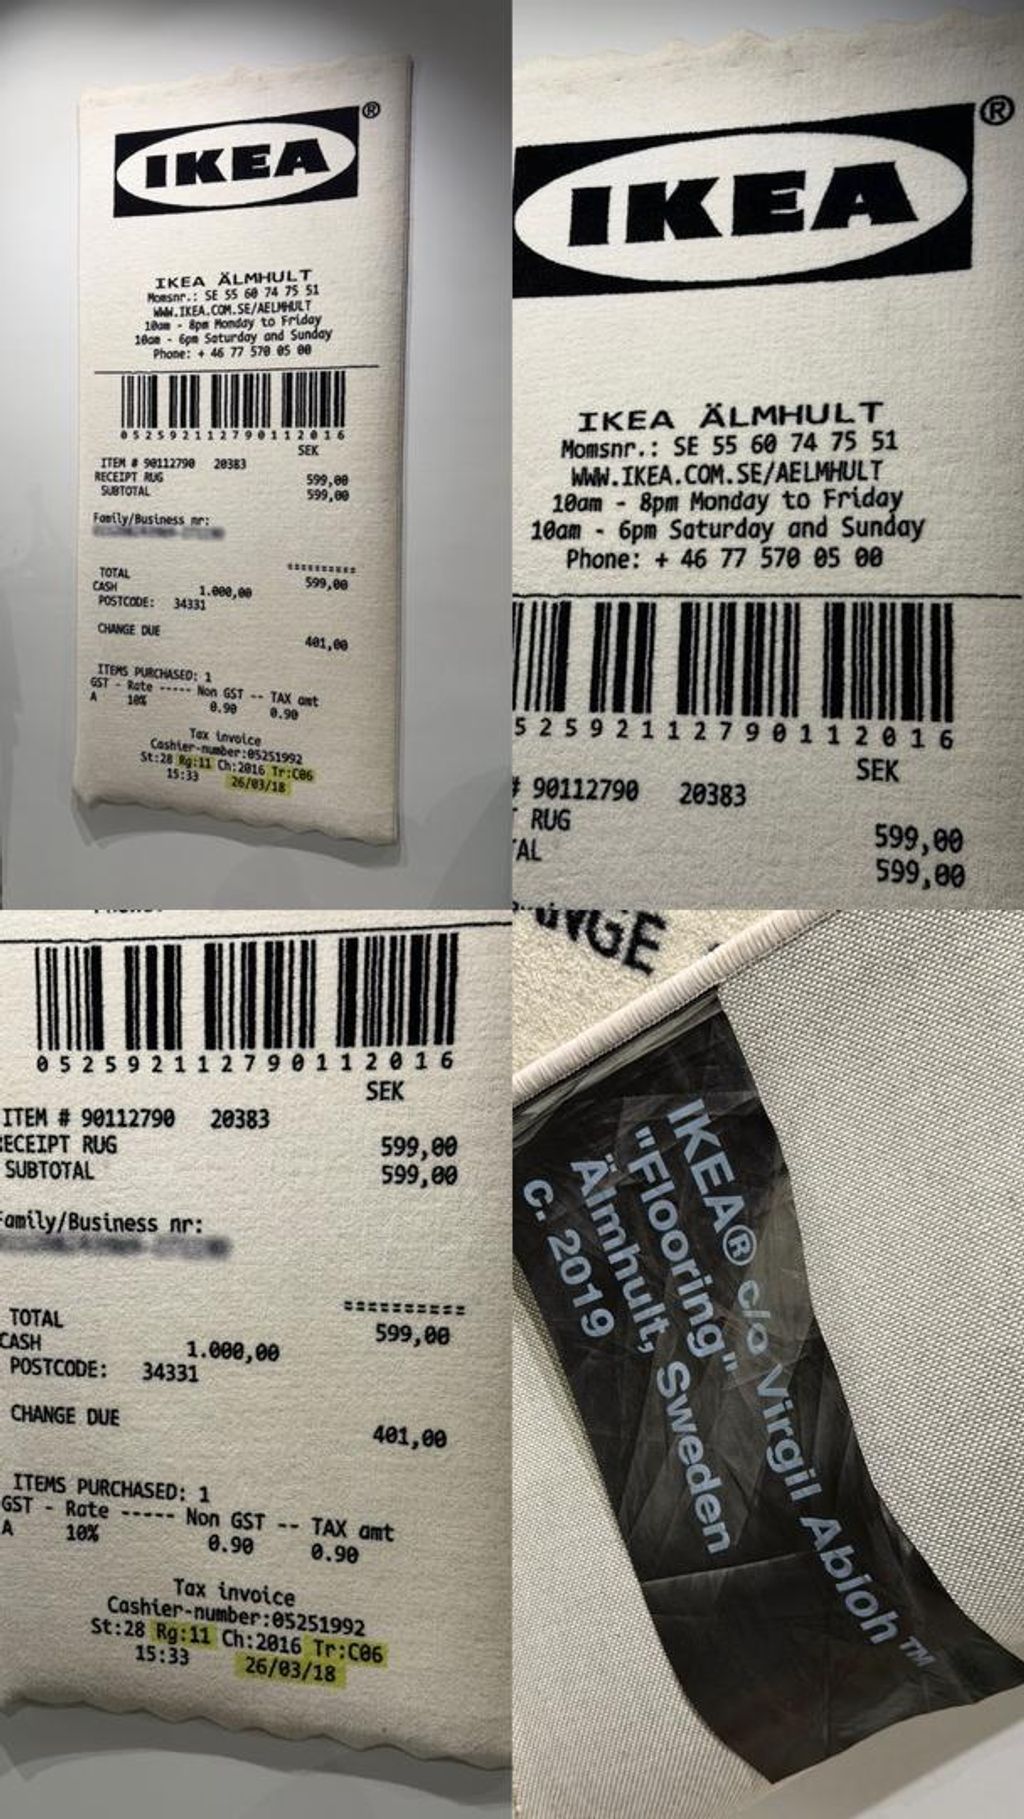 IKEA®
IKEA ÄLMHULT
Momsnr.: SE 55 60 74 75 51
WWW.IKEA.COM.SE/AELMHULT
10am - 8pm Monday to Friday
10am - 6pm Saturday and Sunday
Phone: + 46 77 570 05 00
052592112790112016
SEK
ITEM # 90112790 20383
RECEIPT RUG 599,00
SUBTOTAL 599,00
Family/Business nr:
==========
TOTAL 599,00
CASH 1.000,00
POSTCODE: 34331
CHANGE DUE
401,00
ITEMS PURCHASED: 1
GST - Rate ----- Non GST -- TAX amt
A 10% 0.90 0.90
Tax invoice
Cashier-number:05251992
St:28 Rg:11 Ch:2016 Tr:C06
15:33 26/03/18
IKEA®
IKEA ÄLMHULT
Momsnr.: SE 55 60 74 75 51
WWW.IKEA.COM.SE/AELMHULT
10am - 8pm Monday to Friday
10am - 6pm Saturday and Sunday
Phone: + 46 77 570 05 00
52592112790112016
SEK
# 90112790 20383
RUG 599,00
TAL 599,00
052592112790112016
SEK
ITEM # 90112790 20383
RECEIPT RUG 599,00
SUBTOTAL 599,00
Family/Business nr:
==========
TOTAL 599,00
CASH 1.000,00
POSTCODE: 34331
CHANGE DUE
401,00
ITEMS PURCHASED: 1
GST - Rate ----- Non GST -- TAX amt
A 10% 0.90 0.90
Tax invoice
Cashier-number:05251992
St:28 Rg:11 Ch:2016 Tr:C06
15:33 26/03/18
NGE
IKEA® c/o Virgil Abloh™
"Flooring"
Älmhult, Sweden
c. 2019